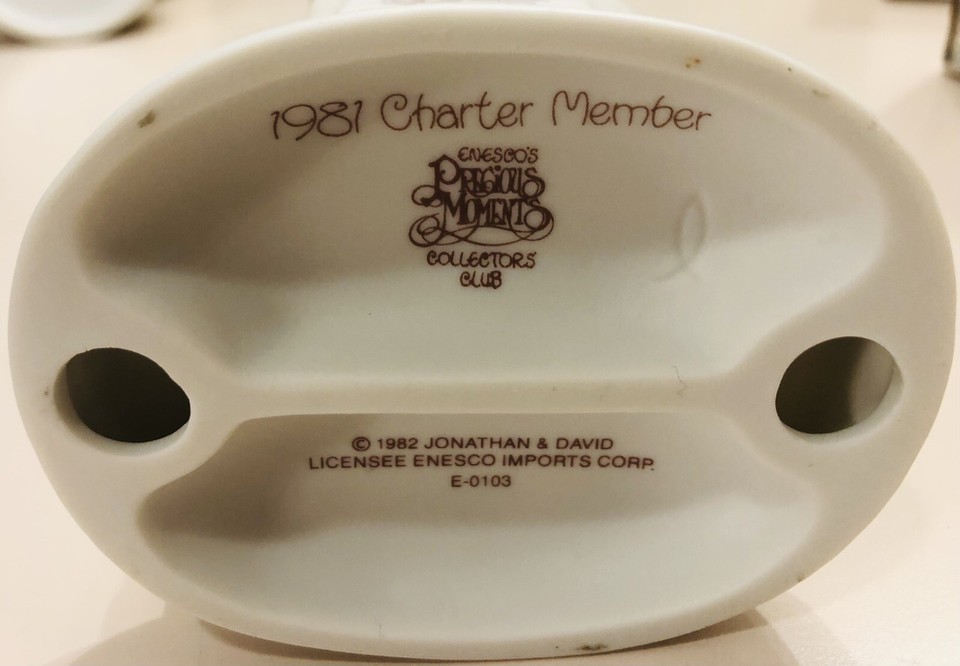 1981 Charter Member
ENESCO'S
PRECIOUS
MOMENTS
COLLECTORS
CLUB
© 1982 JONATHAN & DAVID
LICENSEE ENESCO IMPORTS CORP.
E-0103